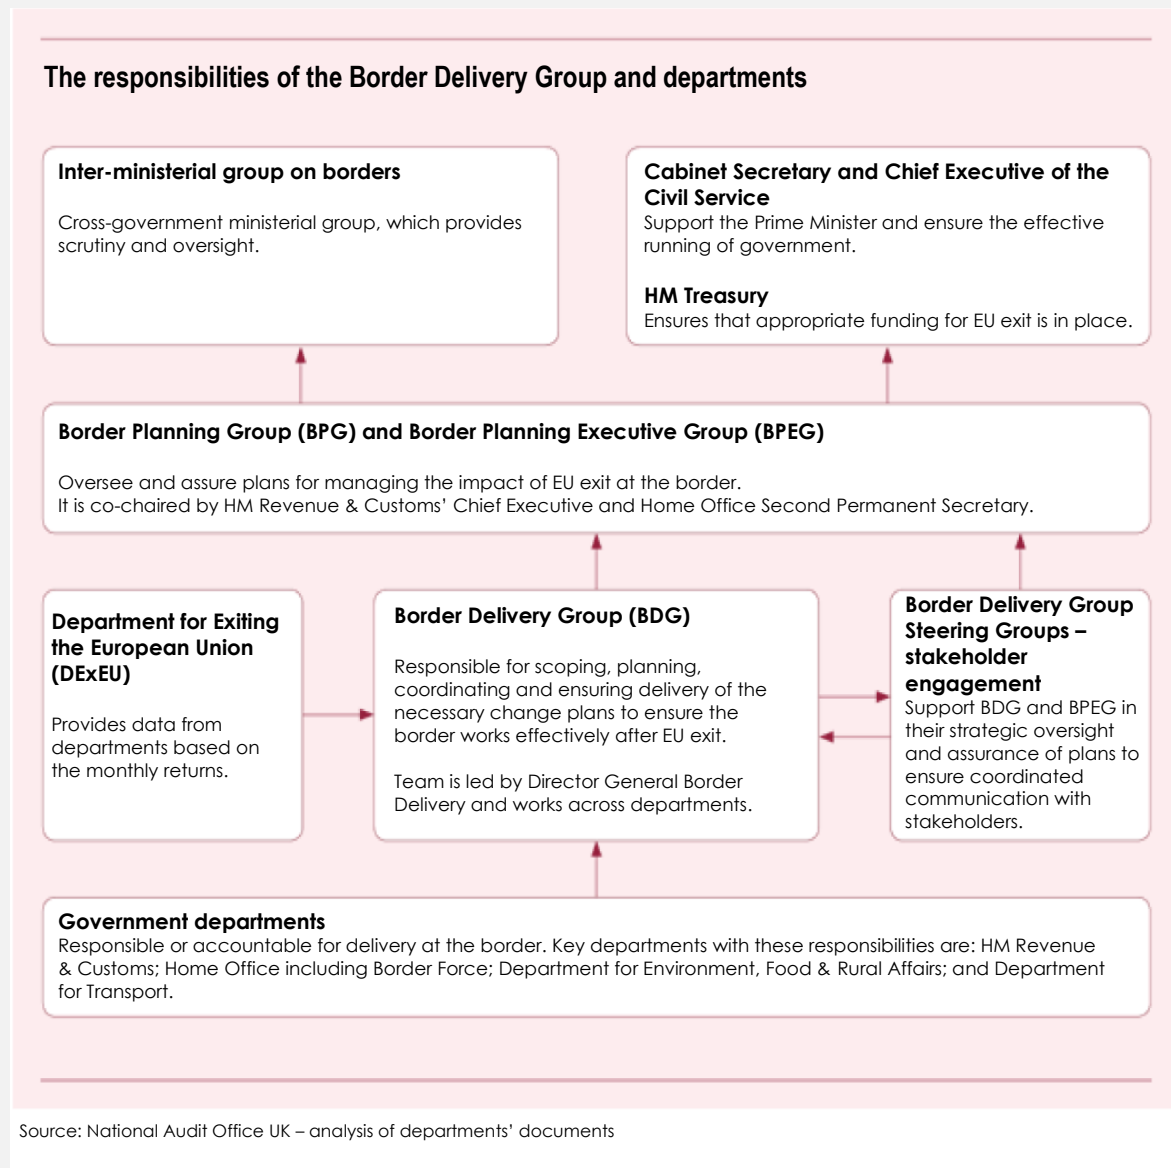 The responsibilities of the Border Delivery Group and departments
Inter-ministerial group on borders
Cross-government ministerial group, which provides
scrutiny and oversight.
Cabinet Secretary and Chief Executive of the
Civil Service
Support the Prime Minister and ensure the effective
running of government.
HM Treasury
Ensures that appropriate funding for EU exit is in place.
Border Planning Group (BPG) and Border Planning Executive Group (BPEG)
Oversee and assure plans for managing the impact of EU exit at the border.
It is co-chaired by HM Revenue & Customs’ Chief Executive and Home Office Second Permanent Secretary.
Department for Exiting
the European Union
(DExEU)
Provides data from
departments based on
the monthly returns.
Border Delivery Group (BDG)
Responsible for scoping, planning,
coordinating and ensuring delivery of the
necessary change plans to ensure the
border works effectively after EU exit.
Team is led by Director General Border
Delivery and works across departments.
Border Delivery Group
Steering Groups –
stakeholder
engagement
Support BDG and BPEG in
their strategic oversight
and assurance of plans to
ensure coordinated
communication with
stakeholders.
Government departments
Responsible or accountable for delivery at the border. Key departments with these responsibilities are: HM Revenue
& Customs; Home Office including Border Force; Department for Environment, Food & Rural Affairs; and Department
for Transport.
Source: National Audit Office UK – analysis of departments’ documents